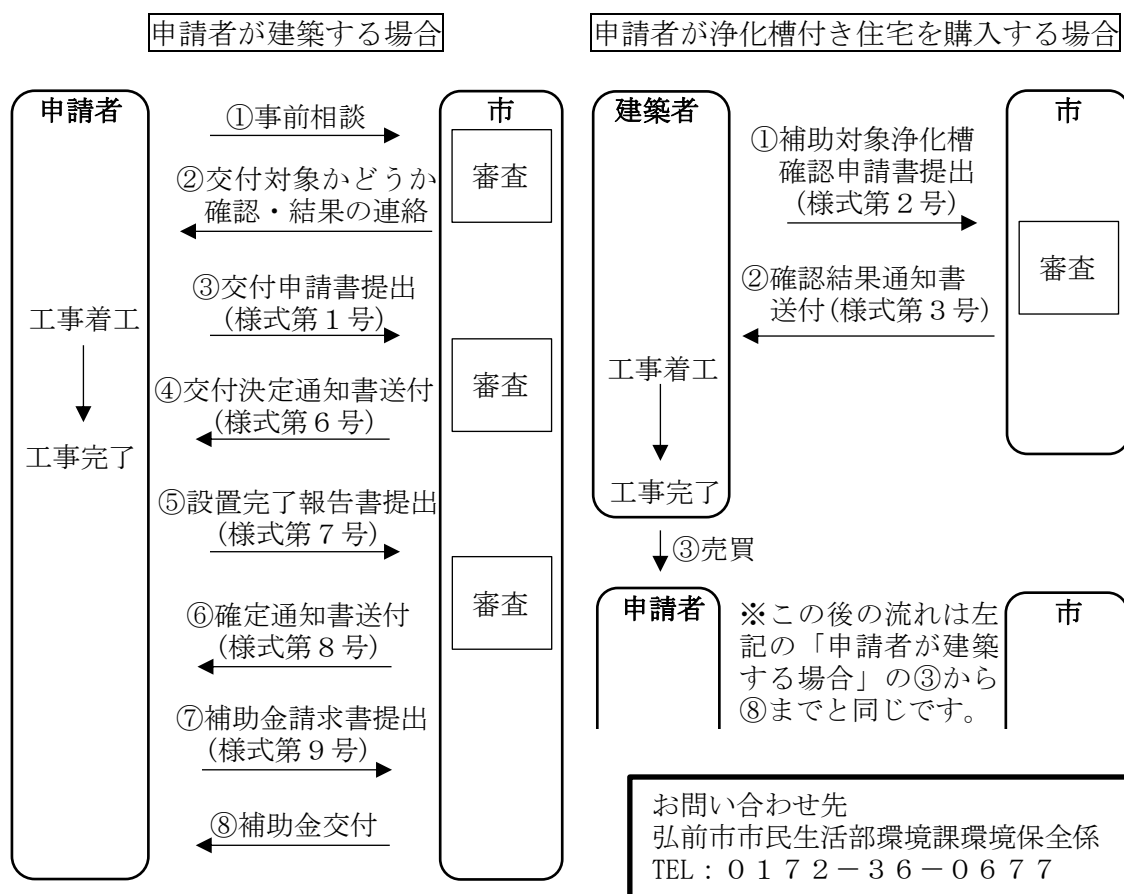 申請者が建築する場合
申請者
市
①事前相談
審査
②交付対象かどうか
確認・結果の連絡
③交付申請書提出
(様式第１号)
工事着工
審査
④交付決定通知書送付
(様式第６号)
工事完了
⑤設置完了報告書提出
(様式第７号)
審査
⑥確定通知書送付
(様式第８号)
⑦補助金請求書提出
(様式第９号)
⑧補助金交付
申請者が浄化槽付き住宅を購入する場合
建築者
市
①補助対象浄化槽
確認申請書提出
(様式第２号)
審査
②確認結果通知書
送付(様式第３号)
工事着工
工事完了
③売買
申請者
市
※この後の流れは左
記の「申請者が建築
する場合」の③から
⑧までと同じです。
お問い合わせ先
弘前市市民生活部環境課環境保全係
TEL：０１７２－３６－０６７７